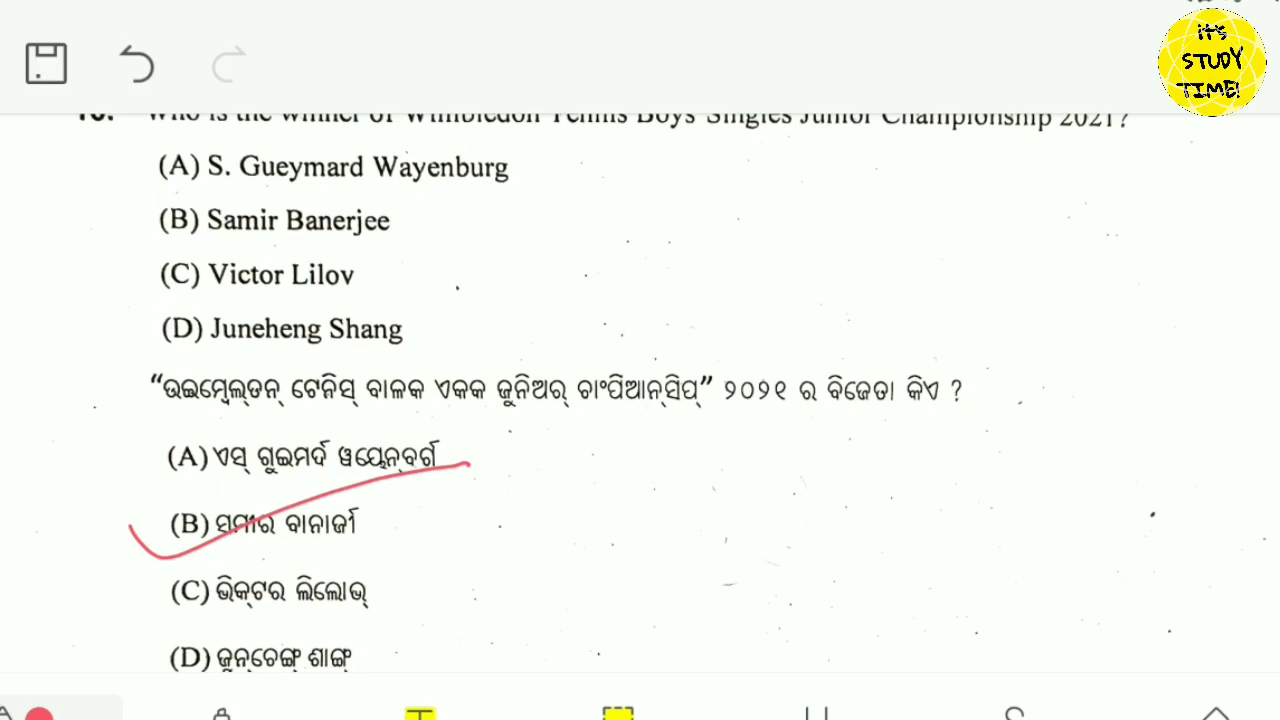 It's
STUDY
TIME!
Who is the winner of Wimbledon Tennis Boys Singles Junior Championship 2021?
(A) S. Gueymard Wayenburg
(B) Samir Banerjee
(C) Victor Lilov
(D) Juneheng Shang
“ଉଇମ୍ବେଲ୍‌ଡନ୍ ଟେନିସ୍ ବାଳକ ଏକକ ଜୁନିଅର୍ ଚାଂପିଆନ୍‌ସିପ୍” ୨୦୨୧ ର ବିଜେତା କିଏ ?
(A) ଏସ୍ ଗୁଇମର୍ଦ ୱୟେନ୍‌ବର୍ଗ
(B) ସମୀର ବାନାର୍ଜୀ
(C) ଭିକ୍ଟର ଲିଲୋଭ୍
(D) ଜୁନ୍‌ଚେଙ୍ଗ୍ ଶାଙ୍ଗ୍